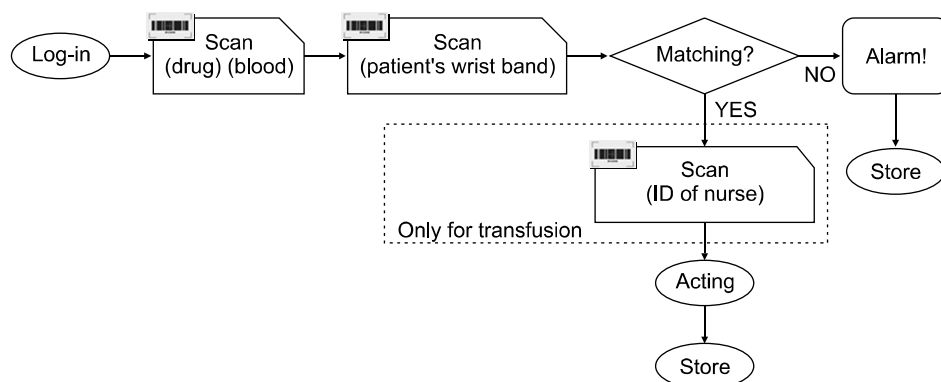 Log-in
Scan
(drug) (blood)
Scan
(patient's wrist band)
Matching?
NO
Alarm!
YES
Store
Scan
(ID of nurse)
Only for transfusion
Acting
Store